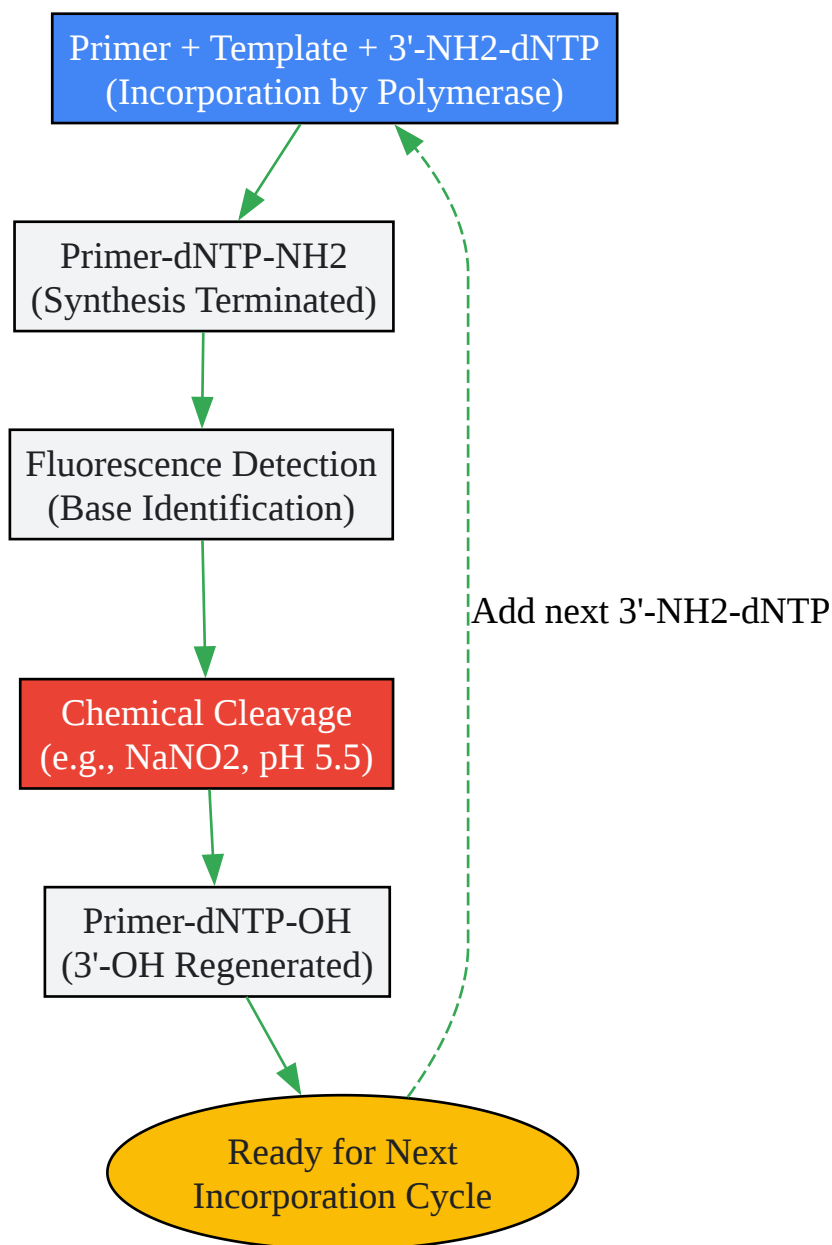 Primer + Template + 3'-NH2-dNTP
(Incorporation by Polymerase)
Primer-dNTP-NH2
(Synthesis Terminated)
Fluorescence Detection
(Base Identification)
Add next 3'-NH2-dNTP
Chemical Cleavage
(e.g., NaNO2, pH 5.5)
Primer-dNTP-OH
(3'-OH Regenerated)
Ready for Next
Incorporation Cycle